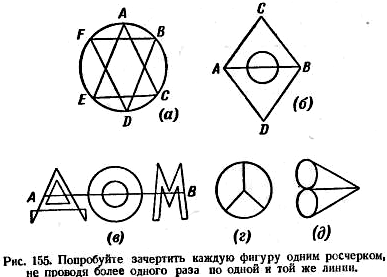 A
F B
E C
D
(а)
C
A B
D
(б)
A B
(в) (г) (д)
Рис. 155. Попробуйте зачертить каждую фигуру одним росчерком,
не проводя более одного раза по одной и той же линии.